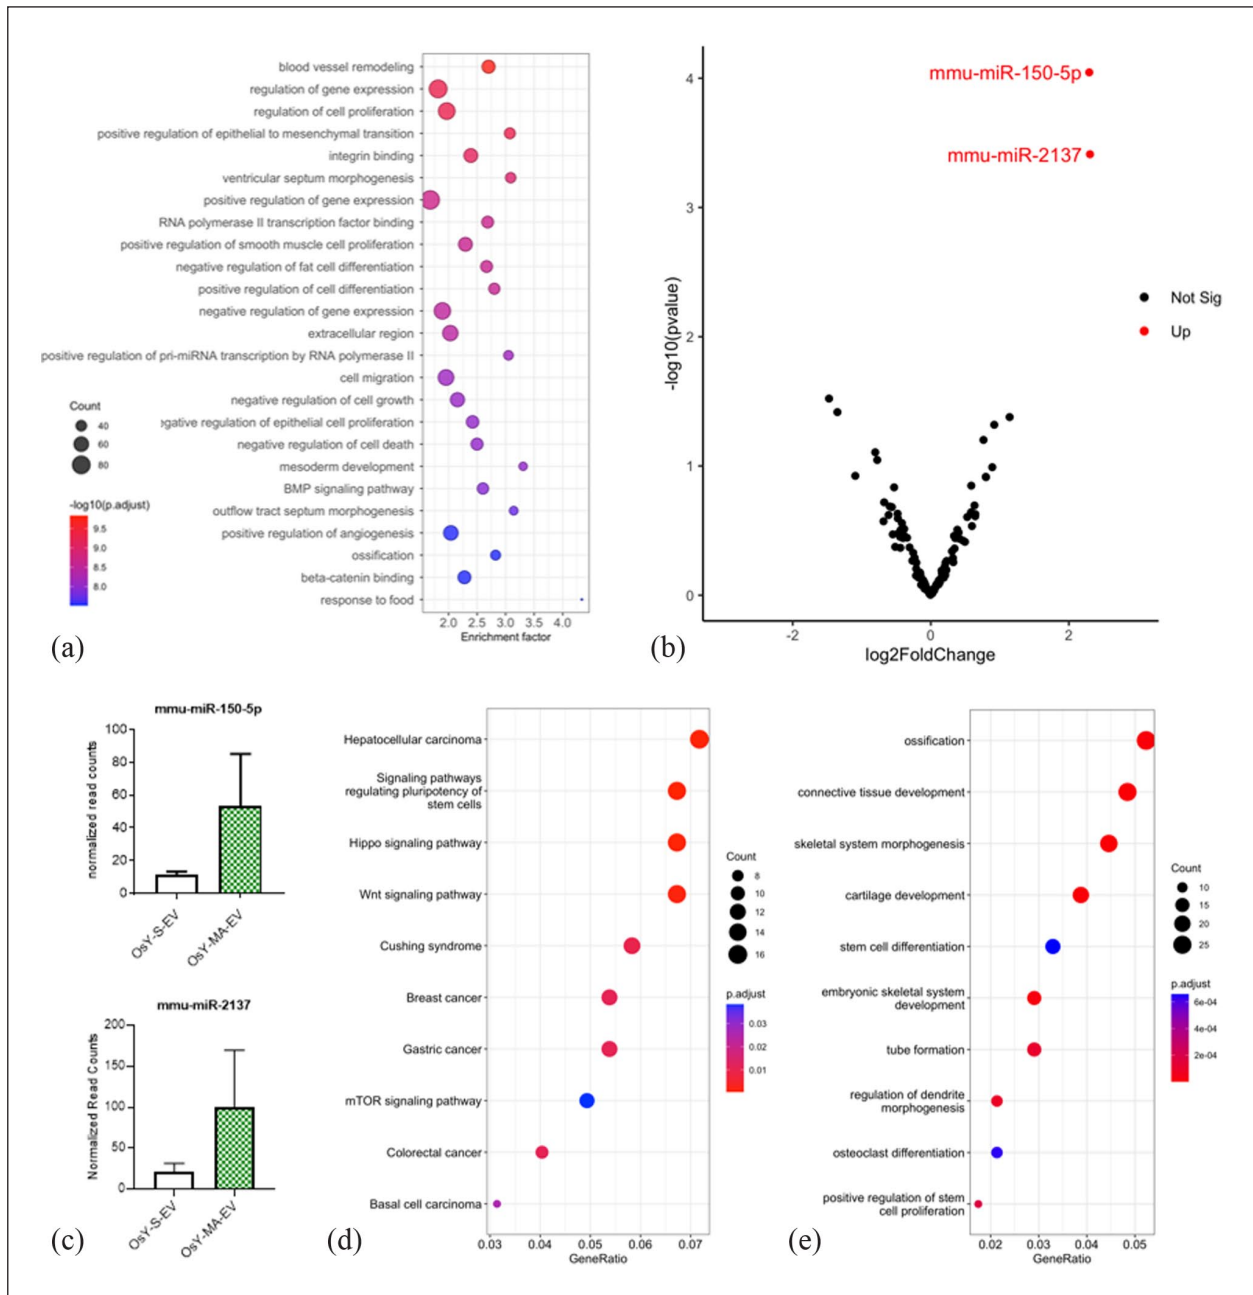 blood vessel remodeling
regulation of gene expression
regulation of cell proliferation
positive regulation of epithelial to mesenchymal transition
integrin binding
ventricular septum morphogenesis
positive regulation of gene expression
RNA polymerase II transcription factor binding
positive regulation of smooth muscle cell proliferation
negative regulation of fat cell differentiation
positive regulation of cell differentiation
negative regulation of gene expression
extracellular region
positive regulation of pri-miRNA transcription by RNA polymerase II
cell migration
negative regulation of cell growth
egative regulation of epithelial cell proliferation
negative regulation of cell death
mesoderm development
BMP signaling pathway
outflow tract septum morphogenesis
positive regulation of angiogenesis
ossification
beta-catenin binding
response to food
Count
40
60
80
-log10(p.adjust)
9.5
9.0
8.5
8.0
2.0 2.5 3.0 3.5 4.0
Enrichment factor
(a)
mmu-miR-150-5p
mmu-miR-2137
4
3
2
1
0
-log10(pvalue)
-2 0 2
log2FoldChange
Not Sig
Up
(b)
mmu-miR-150-5p
normalized read counts
100
80
60
40
20
0
OsY-S-EV
OsY-MA-EV
mmu-miR-2137
Normalized Read Counts
200
150
100
50
0
OsY-S-EV
OsY-MA-EV
(c)
Hepatocellular carcinoma
Signaling pathways
regulating pluripotency of
stem cells
Hippo signaling pathway
Wnt signaling pathway
Cushing syndrome
Breast cancer
Gastric cancer
mTOR signaling pathway
Colorectal cancer
Basal cell carcinoma
0.03 0.04 0.05 0.06 0.07
GeneRatio
Count
8
10
12
14
16
p.adjust
0.03
0.02
0.01
(d)
ossification
connective tissue development
skeletal system morphogenesis
cartilage development
stem cell differentiation
embryonic skeletal system
development
tube formation
regulation of dendrite
morphogenesis
osteoclast differentiation
positive regulation of stem
cell proliferation
0.02 0.03 0.04 0.05
GeneRatio
Count
10
15
20
25
p.adjust
6e-04
4e-04
2e-04
(e)